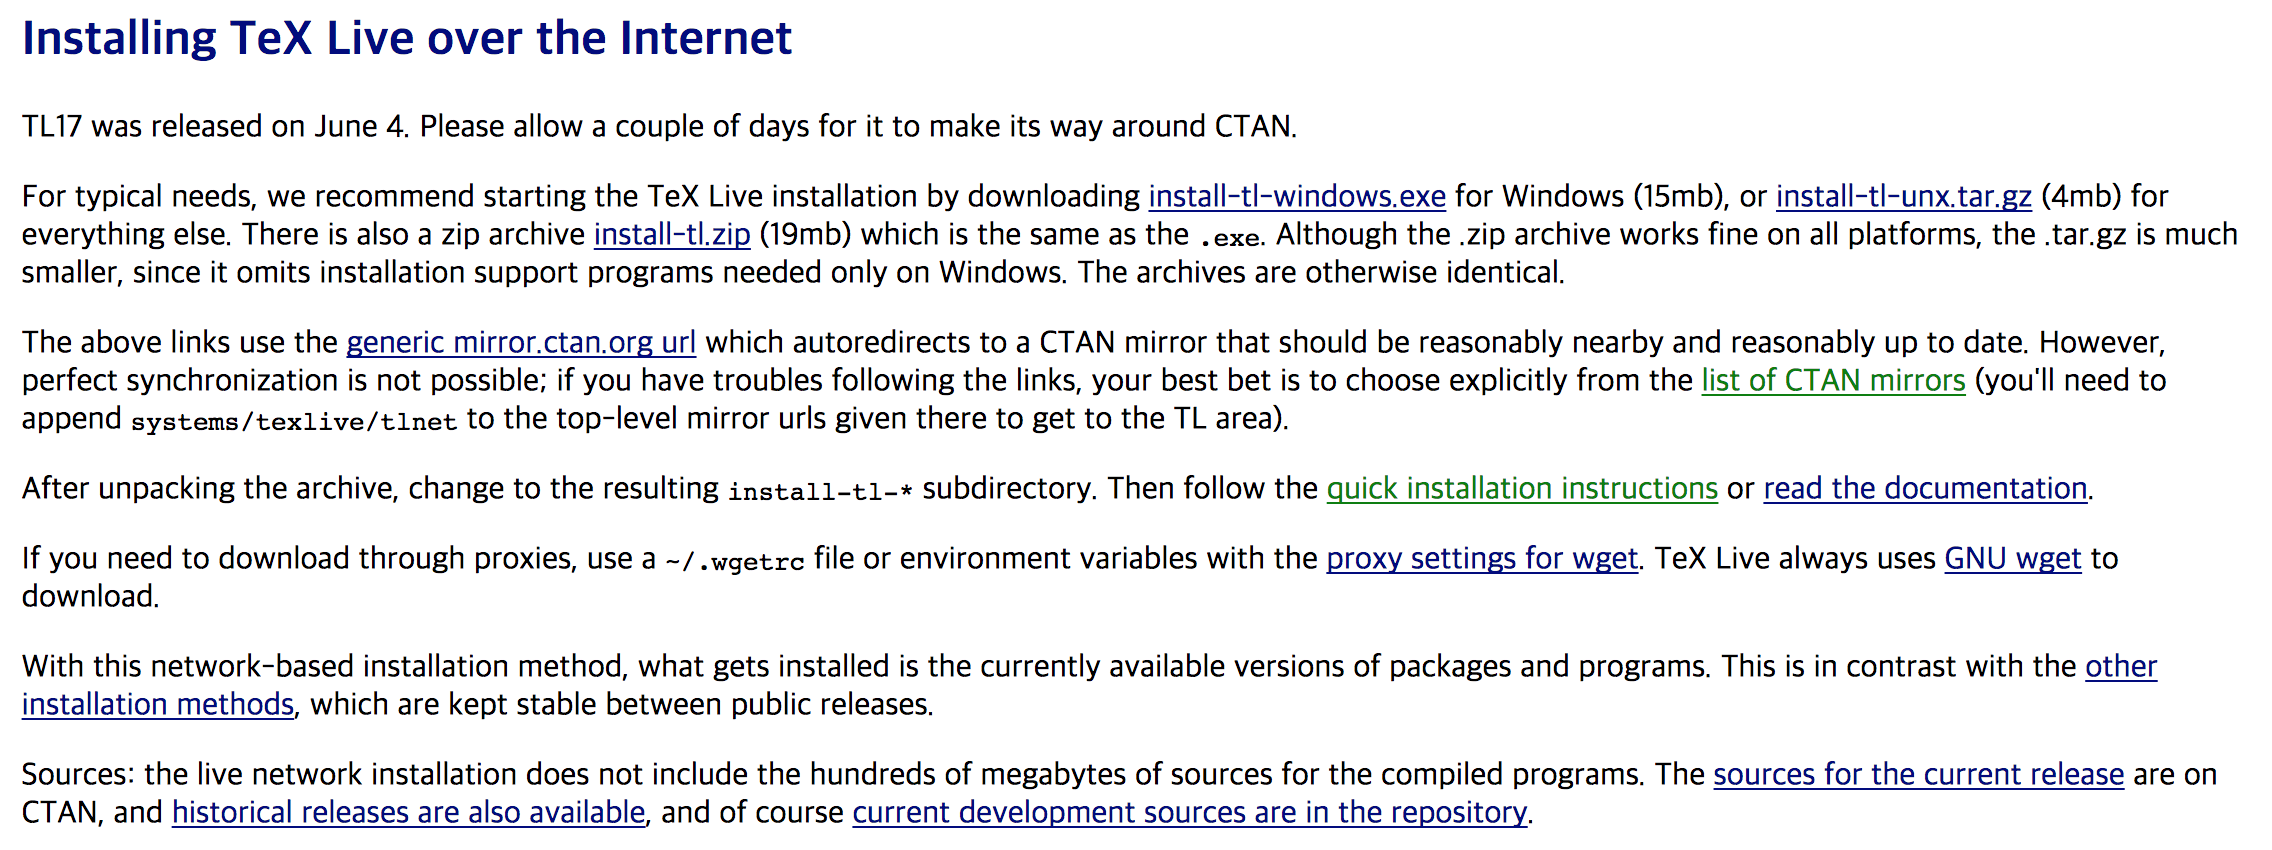 Installing TeX Live over the Internet
TL17 was released on June 4. Please allow a couple of days for it to make its way around CTAN.
For typical needs, we recommend starting the TeX Live installation by downloading install-tl-windows.exe for Windows (15mb), or install-tl-unx.tar.gz (4mb) for
everything else. There is also a zip archive install-tl.zip (19mb) which is the same as the .exe. Although the .zip archive works fine on all platforms, the .tar.gz is much
smaller, since it omits installation support programs needed only on Windows. The archives are otherwise identical.
The above links use the generic mirror.ctan.org url which autoredirects to a CTAN mirror that should be reasonably nearby and reasonably up to date. However,
perfect synchronization is not possible; if you have troubles following the links, your best bet is to choose explicitly from the list of CTAN mirrors (you'll need to
append systems/texlive/tlnet to the top-level mirror urls given there to get to the TL area).
After unpacking the archive, change to the resulting install-tl-* subdirectory. Then follow the quick installation instructions or read the documentation.
If you need to download through proxies, use a ~/.wgetrc file or environment variables with the proxy settings for wget. TeX Live always uses GNU wget to
download.
With this network-based installation method, what gets installed is the currently available versions of packages and programs. This is in contrast with the other
installation methods, which are kept stable between public releases.
Sources: the live network installation does not include the hundreds of megabytes of sources for the compiled programs. The sources for the current release are on
CTAN, and historical releases are also available, and of course current development sources are in the repository.